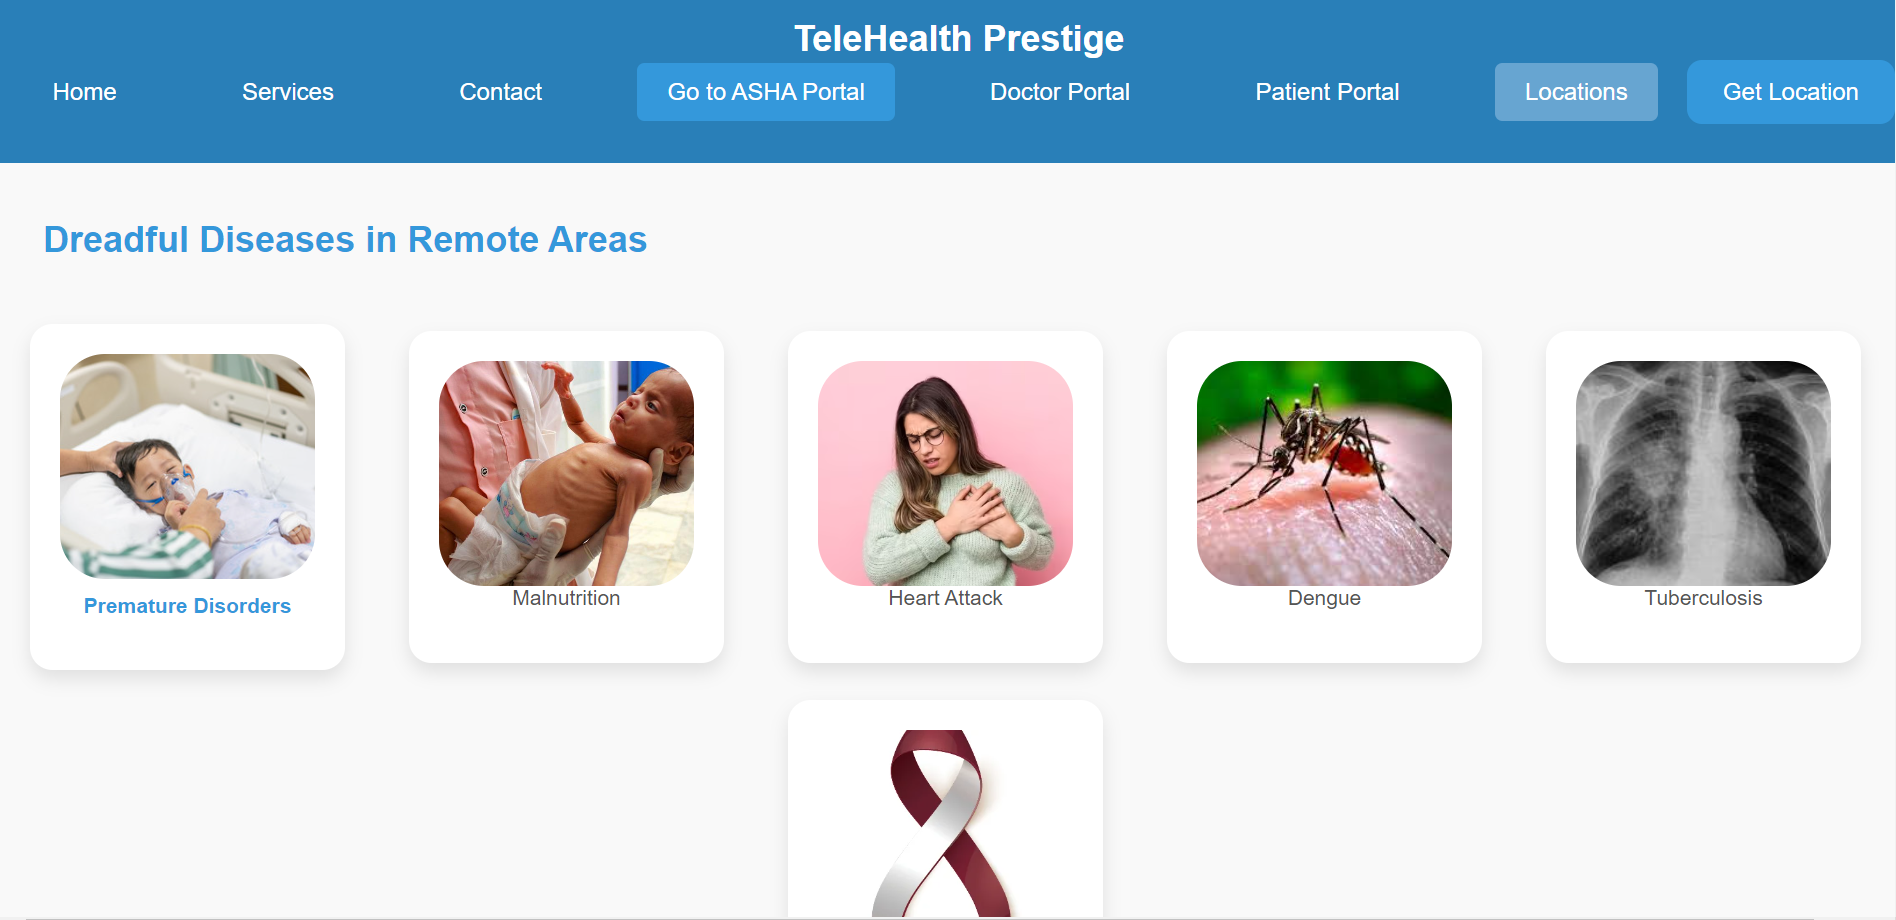 TeleHealth Prestige
Home Services Contact Go to ASHA Portal Doctor Portal Patient Portal Locations Get Location
Dreadful Diseases in Remote Areas
Premature Disorders Malnutrition Heart Attack Dengue Tuberculosis